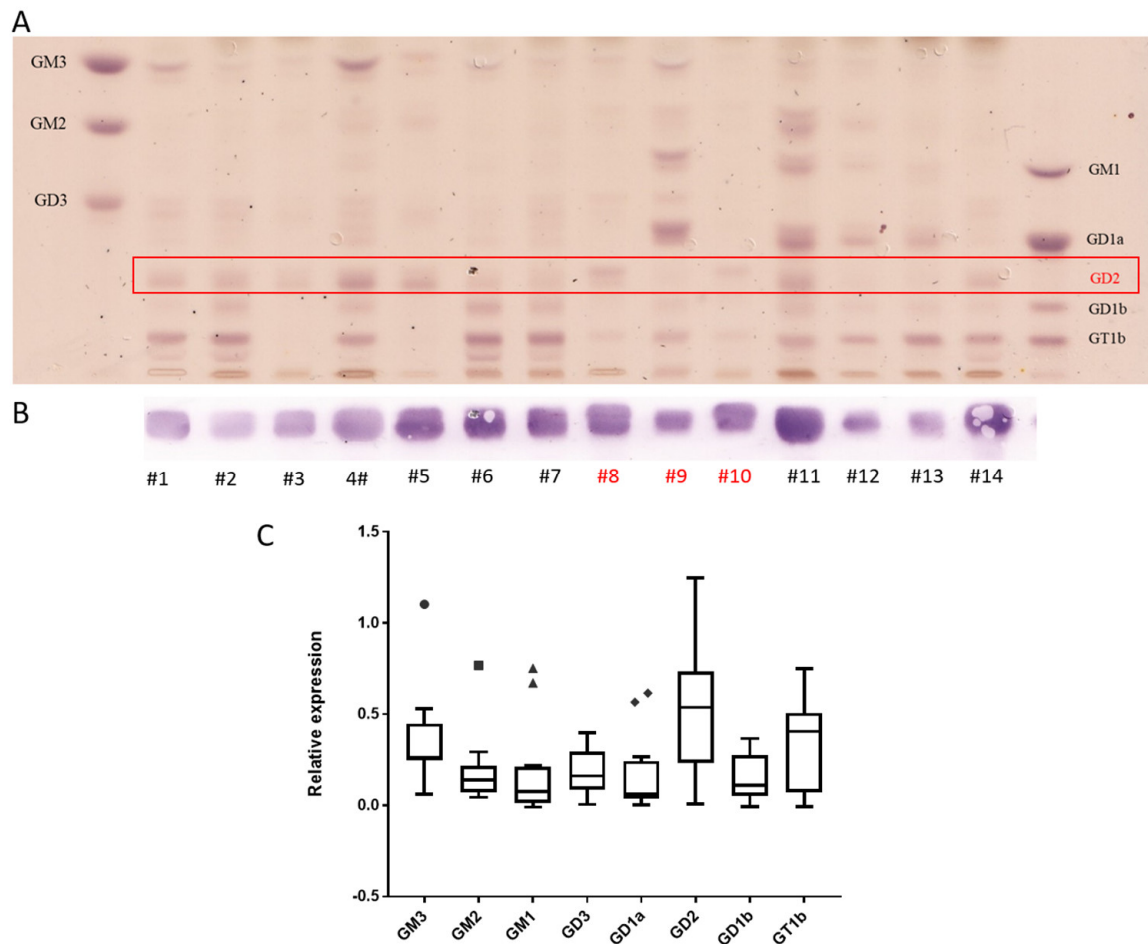 A
GM3
GM2
GD3
GM1
GD1a
GD2
GD1b
GT1b
B
#1 #2 #3 4# #5 #6 #7 #8 #9 #10 #11 #12 #13 #14
C
Relative expression
1.5
1.0
0.5
0.0
-0.5
GM3 GM2 GM1 GD3 GD1a GD2 GD1b GT1b